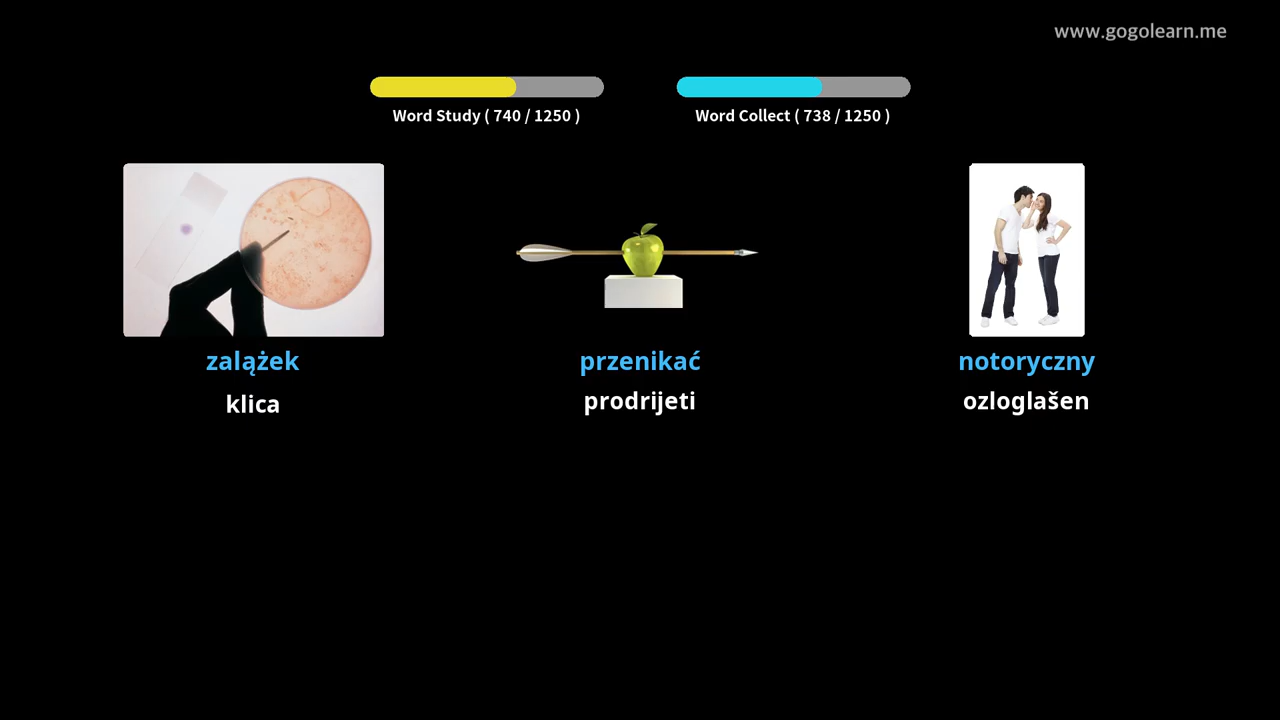 www.gogolearn.me
Word Study ( 740 / 1250 )
Word Collect ( 738 / 1250 )
zalążek
klica
przenikać
prodrijeti
notoryczny
ozloglašen